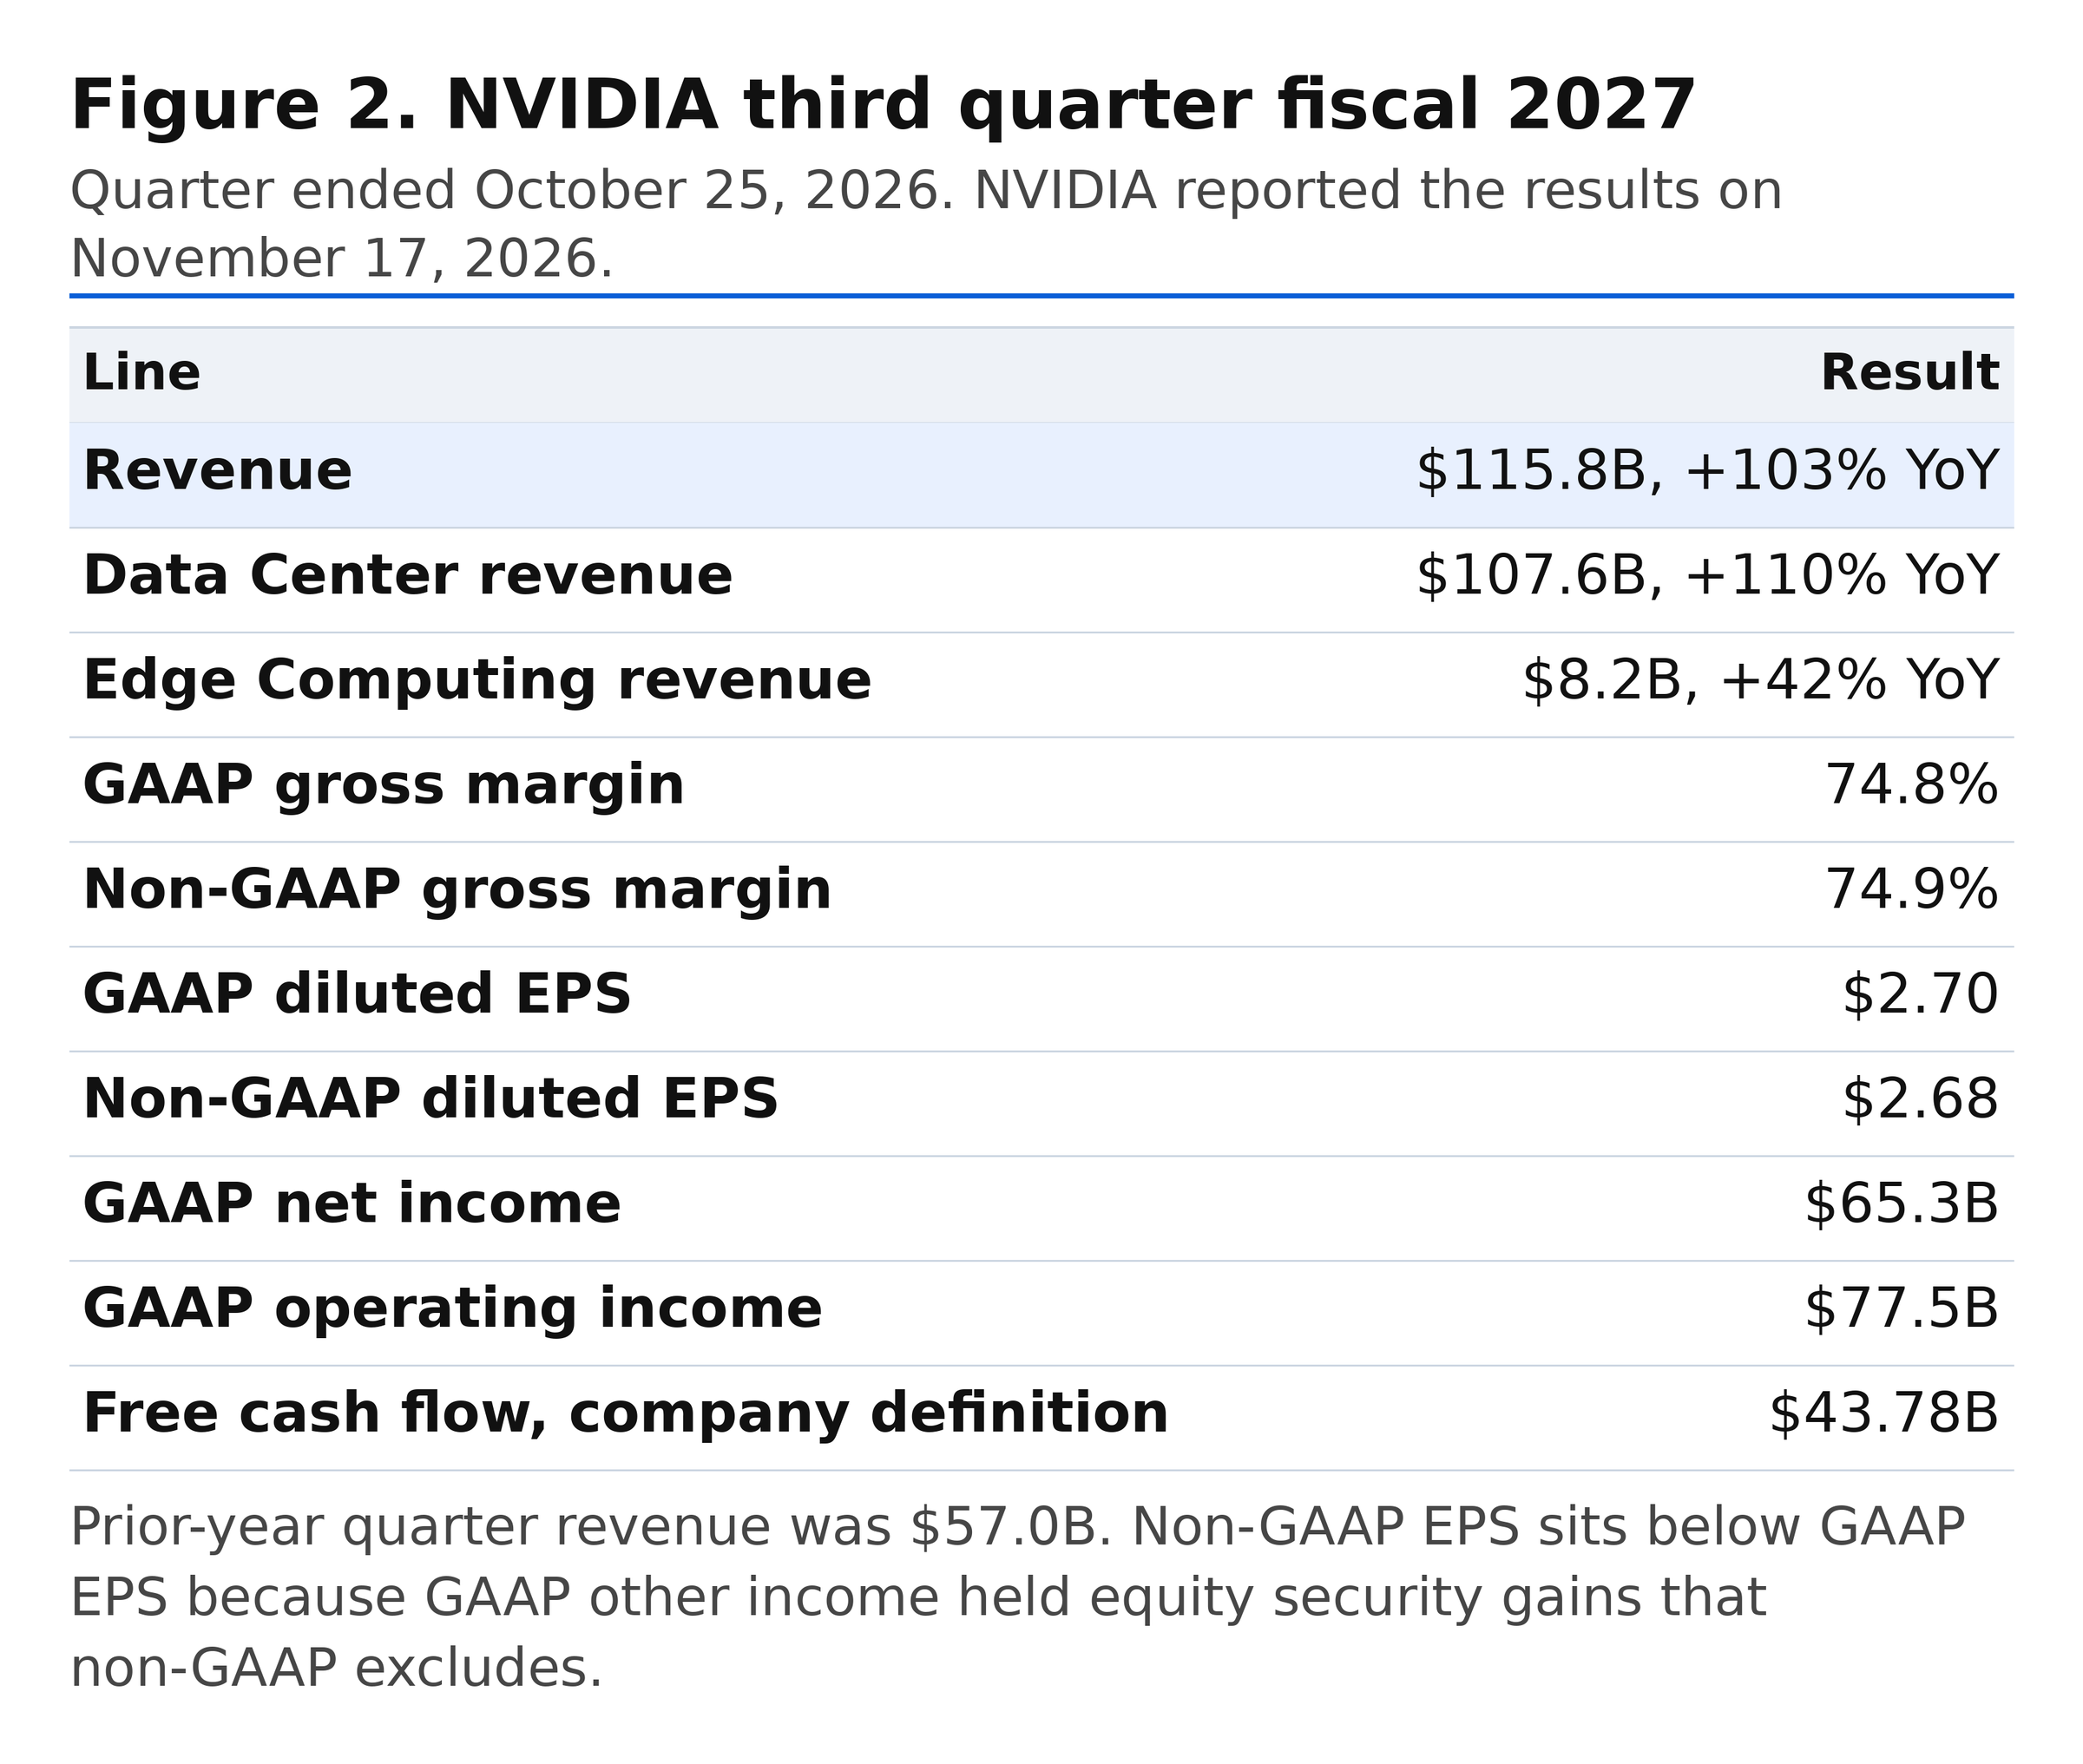 Figure 2. NVIDIA third quarter fiscal 2027
Quarter ended October 25, 2026. NVIDIA reported the results on
November 17, 2026.
Line Result
Revenue $115.8B, +103% YoY
Data Center revenue $107.6B, +110% YoY
Edge Computing revenue $8.2B, +42% YoY
GAAP gross margin 74.8%
Non-GAAP gross margin 74.9%
GAAP diluted EPS $2.70
Non-GAAP diluted EPS $2.68
GAAP net income $65.3B
GAAP operating income $77.5B
Free cash flow, company definition $43.78B
Prior-year quarter revenue was $57.0B. Non-GAAP EPS sits below GAAP
EPS because GAAP other income held equity security gains that
non-GAAP excludes.